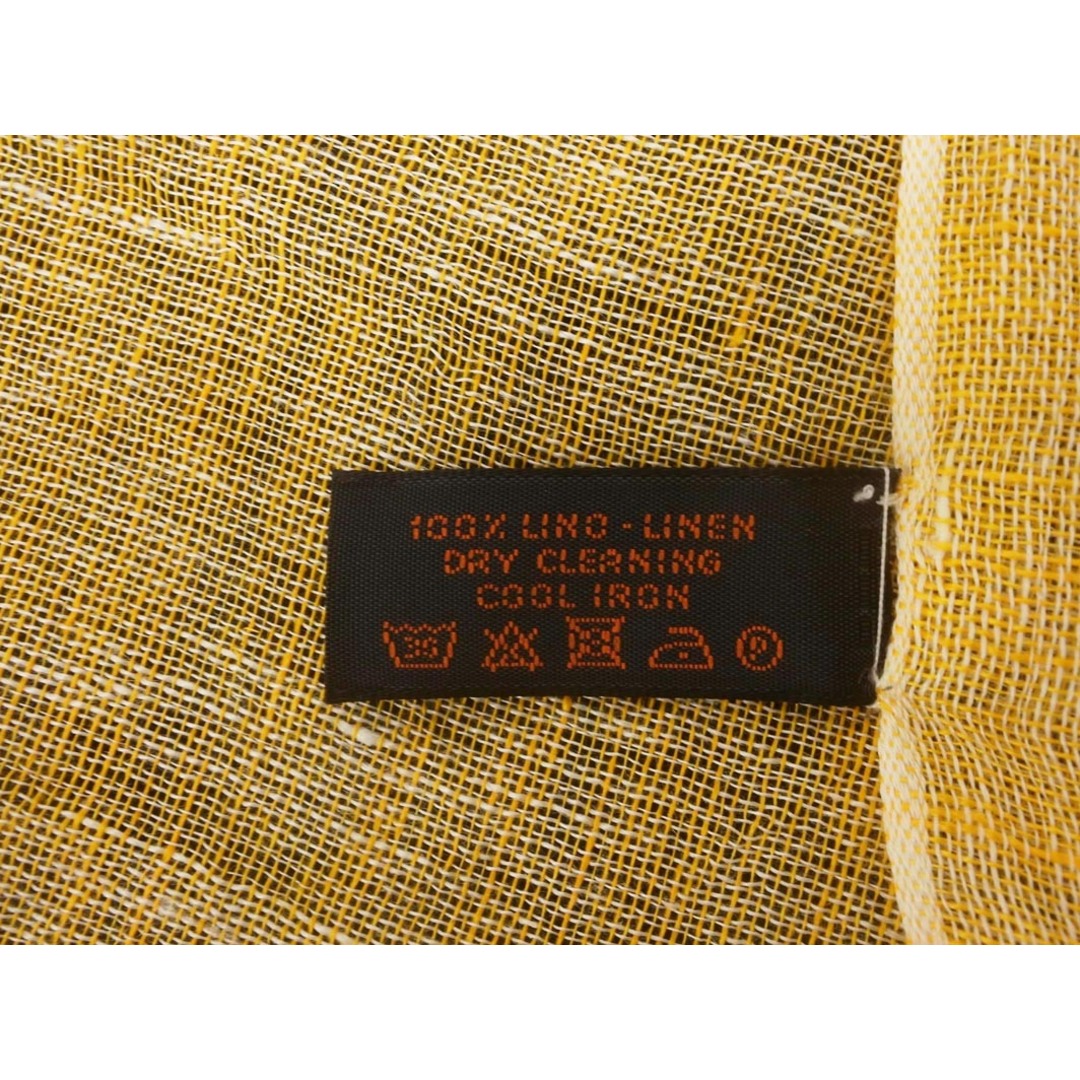 100% LINO - LINEN
DRY CLEANING
COOL IRON
P